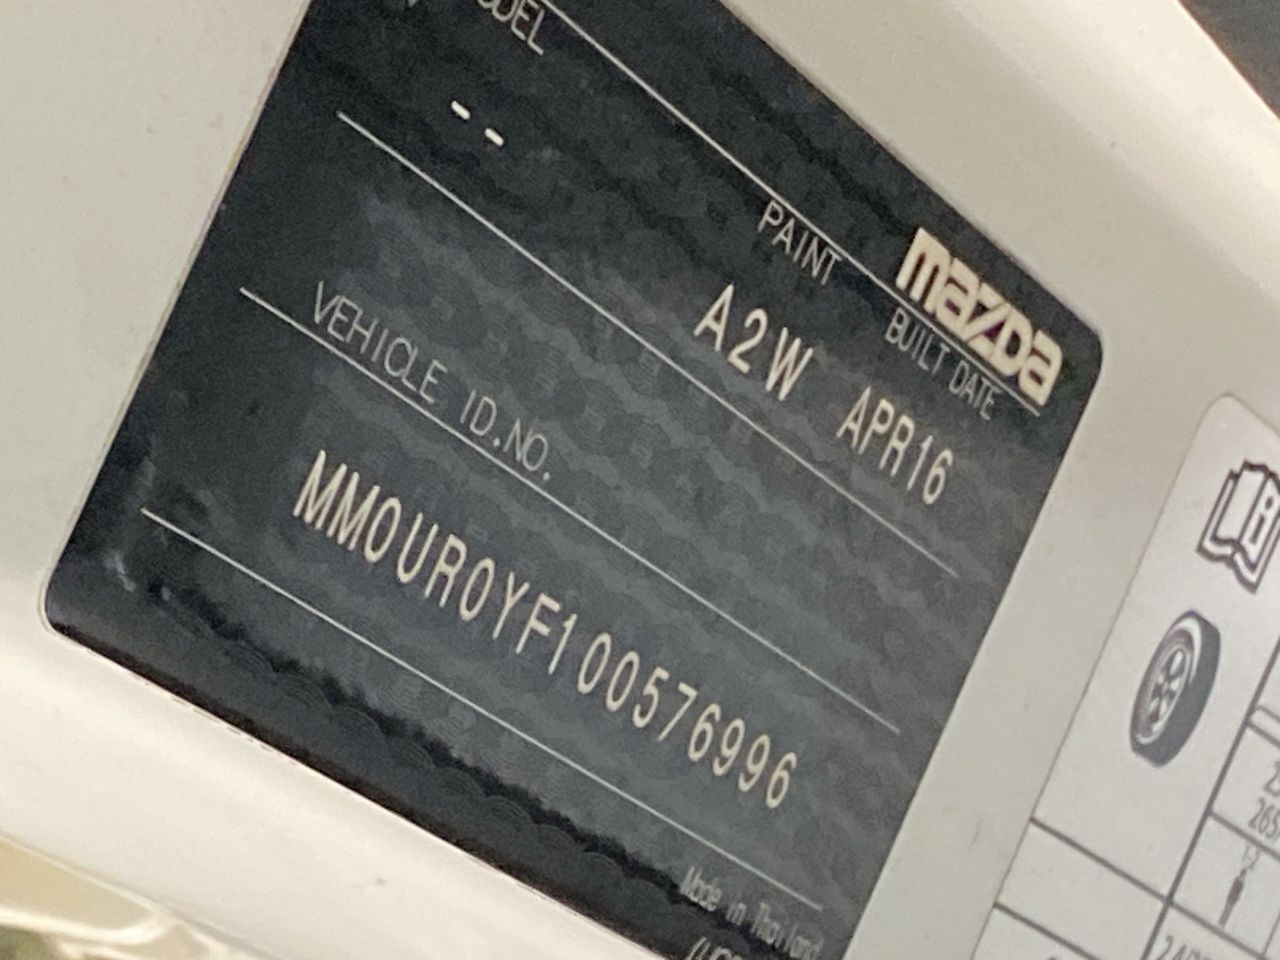 mazda
PAINT BUILT DATE
-- A2W APR16
VEHICLE ID.NO.
MM0UR0YF100576996
Made in Thailand